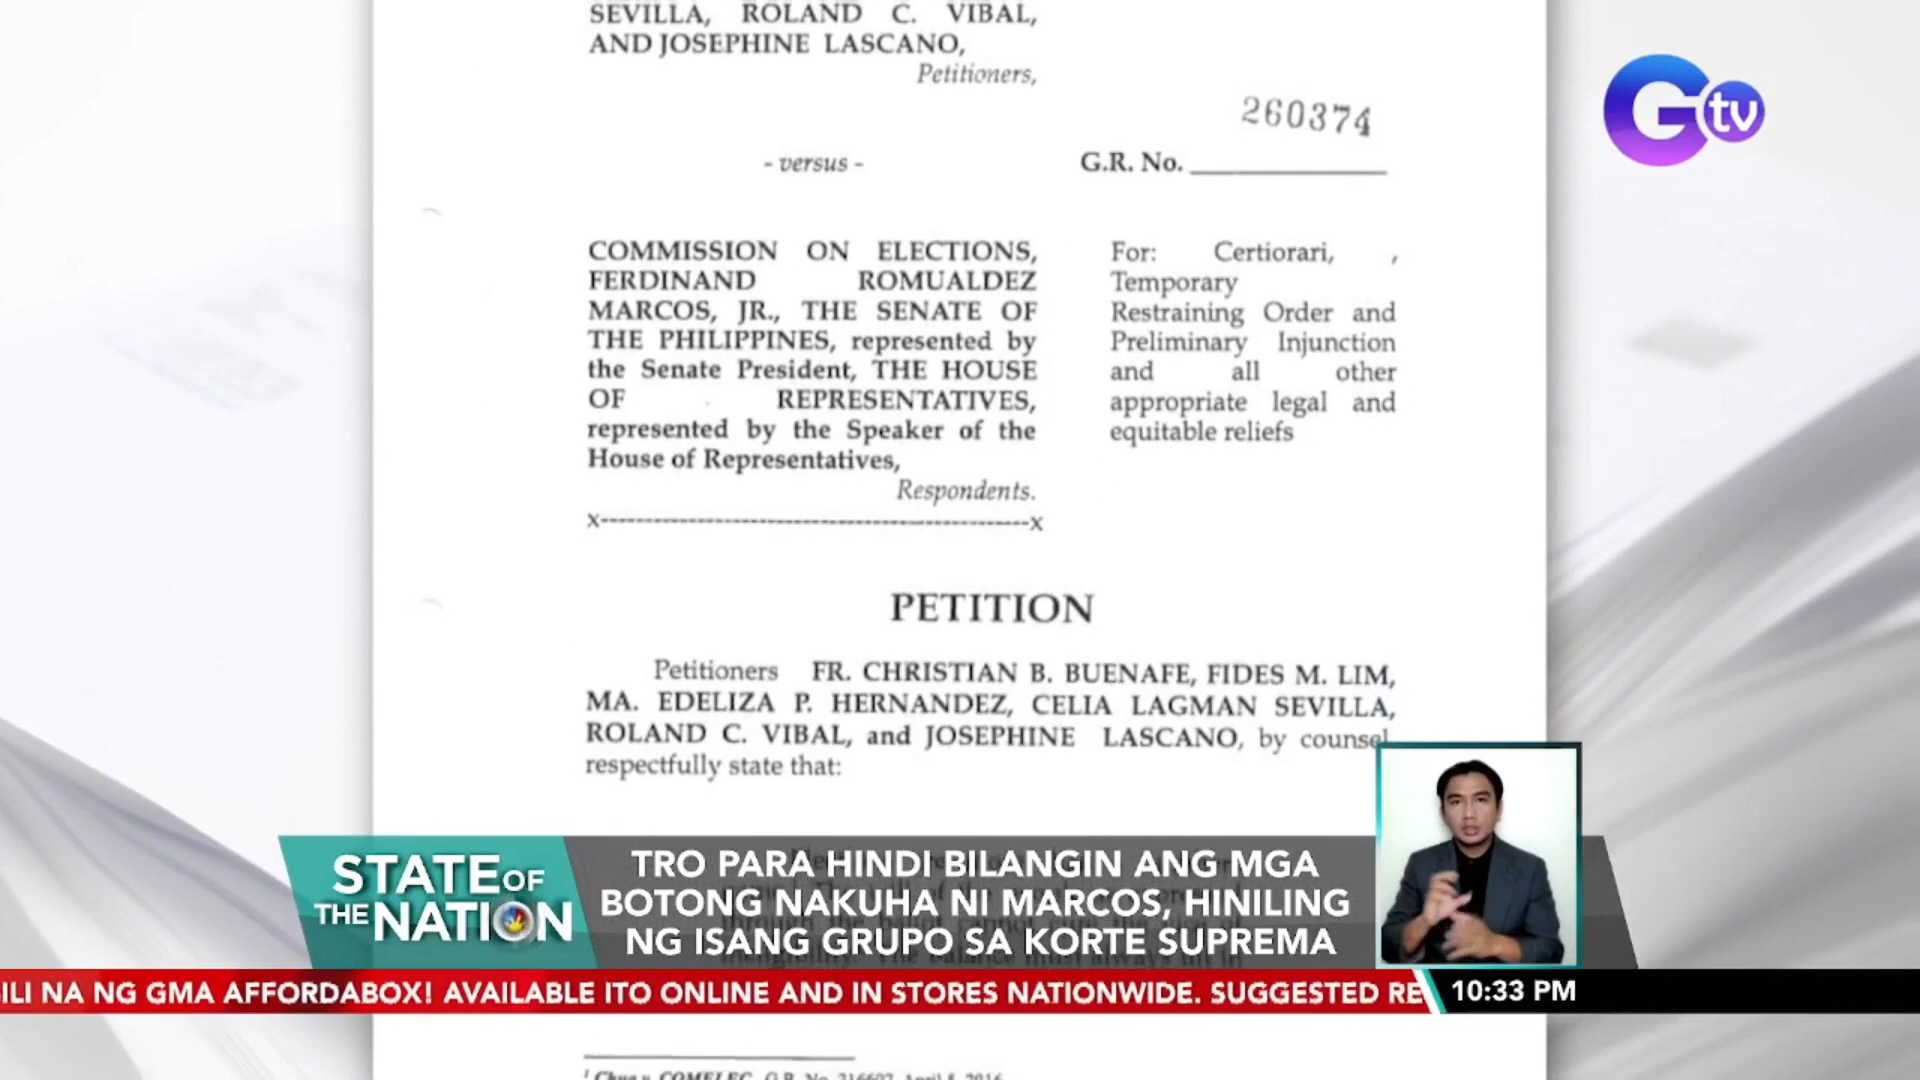 SEVILLA, ROLAND C. VIBAL,
AND JOSEPHINE LASCANO,
Petitioners,
260374
- versus -
G.R. No.
COMMISSION ON ELECTIONS,
FERDINAND ROMUALDEZ
MARCOS, JR., THE SENATE OF
THE PHILIPPINES, represented by
the Senate President, THE HOUSE
OF REPRESENTATIVES,
represented by the Speaker of the
House of Representatives,
Respondents.
x-----------------------------------------------x
For: Certiorari, ,
Temporary
Restraining Order and
Preliminary Injunction
and all other
appropriate legal and
equitable reliefs
PETITION
Petitioners FR. CHRISTIAN B. BUENAFE, FIDES M. LIM,
MA. EDELIZA P. HERNANDEZ, CELIA LAGMAN SEVILLA,
ROLAND C. VIBAL, and JOSEPHINE LASCANO, by counsel,
respectfully state that:
G tv
STATE OF
THE NATION
TRO PARA HINDI BILANGIN ANG MGA
BOTONG NAKUHA NI MARCOS, HINILING
NG ISANG GRUPO SA KORTE SUPREMA
ILI NA NG GMA AFFORDABOX! AVAILABLE ITO ONLINE AND IN STORES NATIONWIDE. SUGGESTED RE
10:33 PM